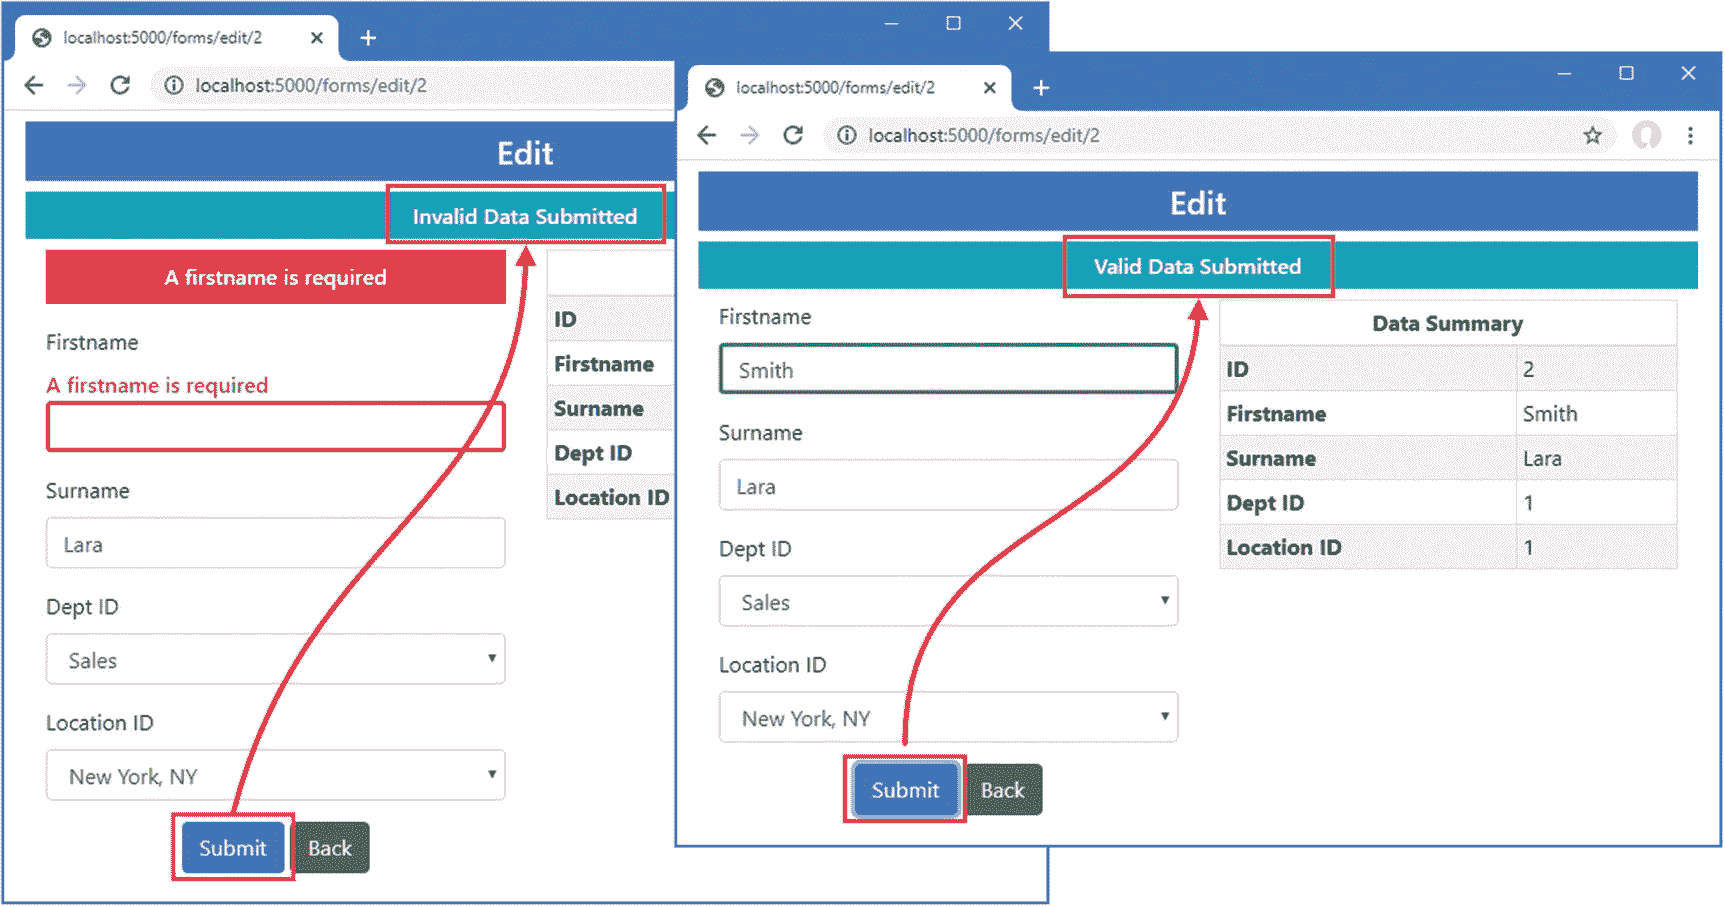 localhost:5000/forms/edit/2
localhost:5000/forms/edit/2
Edit
Invalid Data Submitted
A firstname is required
Firstname
A firstname is required
Surname
Lara
Dept ID
Sales
Location ID
New York, NY
Submit Back
ID
Firstname
Surname
Dept ID
Location ID
localhost:5000/forms/edit/2
localhost:5000/forms/edit/2
Edit
Valid Data Submitted
Firstname
Smith
Surname
Lara
Dept ID
Sales
Location ID
New York, NY
Submit Back
Data Summary
ID 2
Firstname Smith
Surname Lara
Dept ID 1
Location ID 1